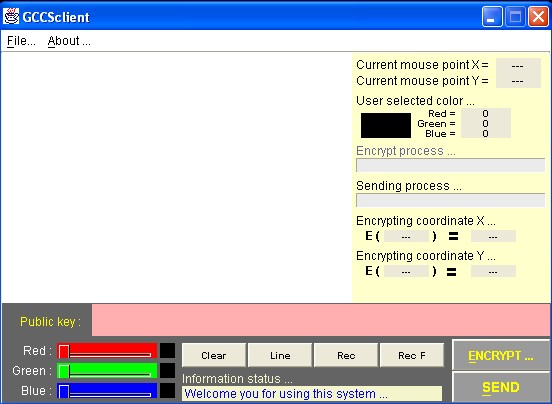 GCCSclient
File... About ...
Current mouse point X = ---
Current mouse point Y = ---
User selected color ...
Red = 0
Green = 0
Blue = 0
Encrypt process ...
Sending process ...
Encrypting coordinate X ...
E ( --- ) = ---
Encrypting coordinate Y ...
E ( --- ) = ---
Public key :
Red :
Green :
Blue :
Clear Line Rec Rec F
Information status ...
Welcome you for using this system ...
ENCRYPT ...
SEND